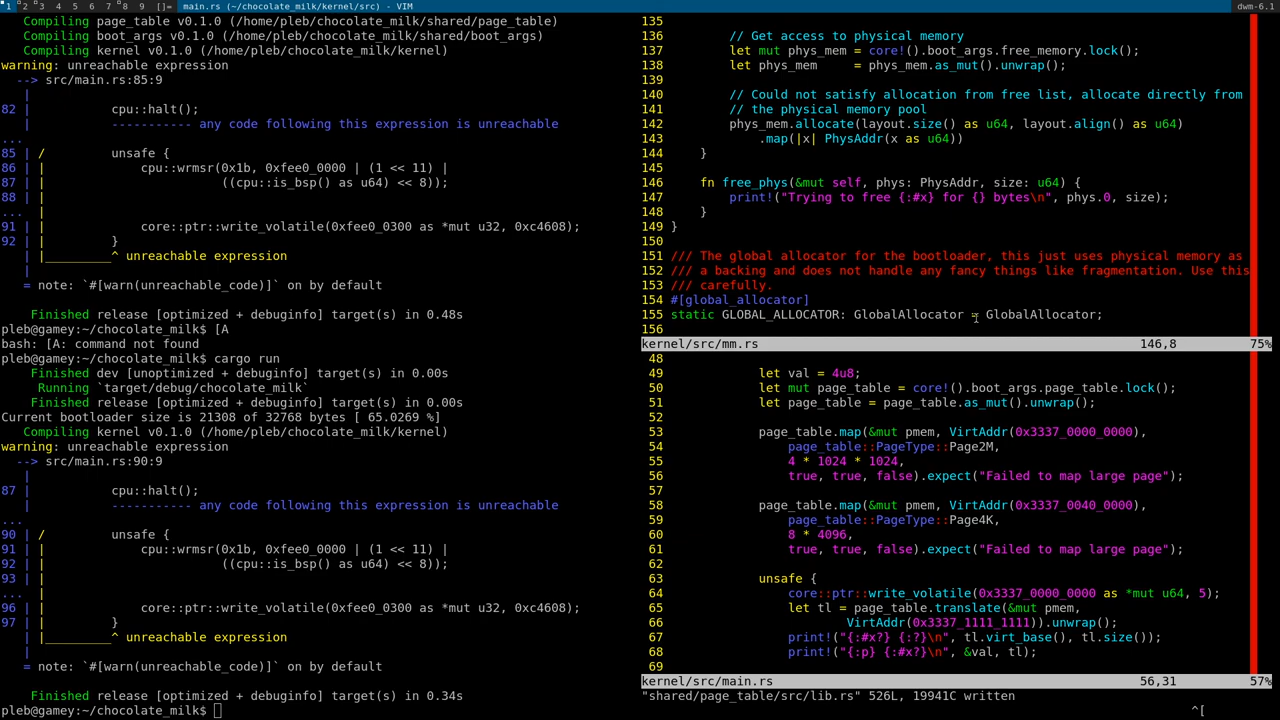 1 2 3 4 5 6 7 8 9 []= main.rs (~/chocolate_milk/kernel/src) - VIM dwm-6.1
   Compiling page_table v0.1.0 (/home/pleb/chocolate_milk/shared/page_table)
   Compiling boot_args v0.1.0 (/home/pleb/chocolate_milk/shared/boot_args)
   Compiling kernel v0.1.0 (/home/pleb/chocolate_milk/kernel)
warning: unreachable expression
  --> src/main.rs:85:9
   |
82 |         cpu::halt();
   |         ----------- any code following this expression is unreachable
...
85 | /         unsafe {
86 | |             cpu::wrmsr(0x1b, 0xfee0_0000 | (1 << 11) |
87 | |                        ((cpu::is_bsp() as u64) << 8));
88 | |
...  |
91 | |             core::ptr::write_volatile(0xfee0_0300 as *mut u32, 0xc4608);
92 | |         }
   | |_________^ unreachable expression
   |
   = note: `#[warn(unreachable_code)]` on by default

    Finished release [optimized + debuginfo] target(s) in 0.48s
pleb@gamey:~/chocolate_milk$ [A
bash: [A: command not found
pleb@gamey:~/chocolate_milk$ cargo run
    Finished dev [unoptimized + debuginfo] target(s) in 0.00s
     Running `target/debug/chocolate_milk`
    Finished release [optimized + debuginfo] target(s) in 0.00s
Current bootloader size is 21308 of 32768 bytes [ 65.0269 %]
   Compiling kernel v0.1.0 (/home/pleb/chocolate_milk/kernel)
warning: unreachable expression
  --> src/main.rs:90:9
   |
87 |         cpu::halt();
   |         ----------- any code following this expression is unreachable
...
90 | /         unsafe {
91 | |             cpu::wrmsr(0x1b, 0xfee0_0000 | (1 << 11) |
92 | |                        ((cpu::is_bsp() as u64) << 8));
93 | |
...  |
96 | |             core::ptr::write_volatile(0xfee0_0300 as *mut u32, 0xc4608);
97 | |         }
   | |_________^ unreachable expression
   |
   = note: `#[warn(unreachable_code)]` on by default

    Finished release [optimized + debuginfo] target(s) in 0.34s
pleb@gamey:~/chocolate_milk$
135
136         // Get access to physical memory
137         let mut phys_mem = core!().boot_args.free_memory.lock();
138         let phys_mem     = phys_mem.as_mut().unwrap();
139
140         // Could not satisfy allocation from free list, allocate directly from
141         // the physical memory pool
142         phys_mem.allocate(layout.size() as u64, layout.align() as u64)
143             .map(|x| PhysAddr(x as u64))
144     }
145
146     fn free_phys(&mut self, phys: PhysAddr, size: u64) {
147         print!("Trying to free {:#x} for {} bytes\n", phys.0, size);
148     }
149 }
150
151 /// The global allocator for the bootloader, this just uses physical memory as
152 /// a backing and does not handle any fancy things like fragmentation. Use this
153 /// carefully.
154 #[global_allocator]
155 static GLOBAL_ALLOCATOR: GlobalAllocator = GlobalAllocator;
156
kernel/src/mm.rs 146,8 75%
48
49         let val = 4u8;
50         let mut page_table = core!().boot_args.page_table.lock();
51         let page_table = page_table.as_mut().unwrap();
52
53         page_table.map(&mut pmem, VirtAddr(0x3337_0000_0000),
54             page_table::PageType::Page2M,
55             4 * 1024 * 1024,
56             true, true, false).expect("Failed to map large page");
57
58         page_table.map(&mut pmem, VirtAddr(0x3337_0040_0000),
59             page_table::PageType::Page4K,
60             8 * 4096,
61             true, true, false).expect("Failed to map large page");
62
63         unsafe {
64             core::ptr::write_volatile(0x3337_0000_0000 as *mut u64, 5);
65             let tl = page_table.translate(&mut pmem,
66                     VirtAddr(0x3337_1111_1111)).unwrap();
67             print!("{:#x?} {:?}\n", tl.virt_base(), tl.size());
68             print!("{:p} {:#x?}\n", &val, tl);
69
kernel/src/main.rs 56,31 57%
"shared/page_table/src/lib.rs" 526L, 19941C written
^[